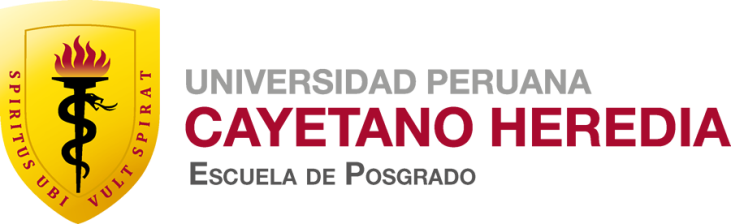 SPIRITUS UBI VULT SPIRAT
UNIVERSIDAD PERUANA
CAYETANO HEREDIA
ESCUELA DE POSGRADO